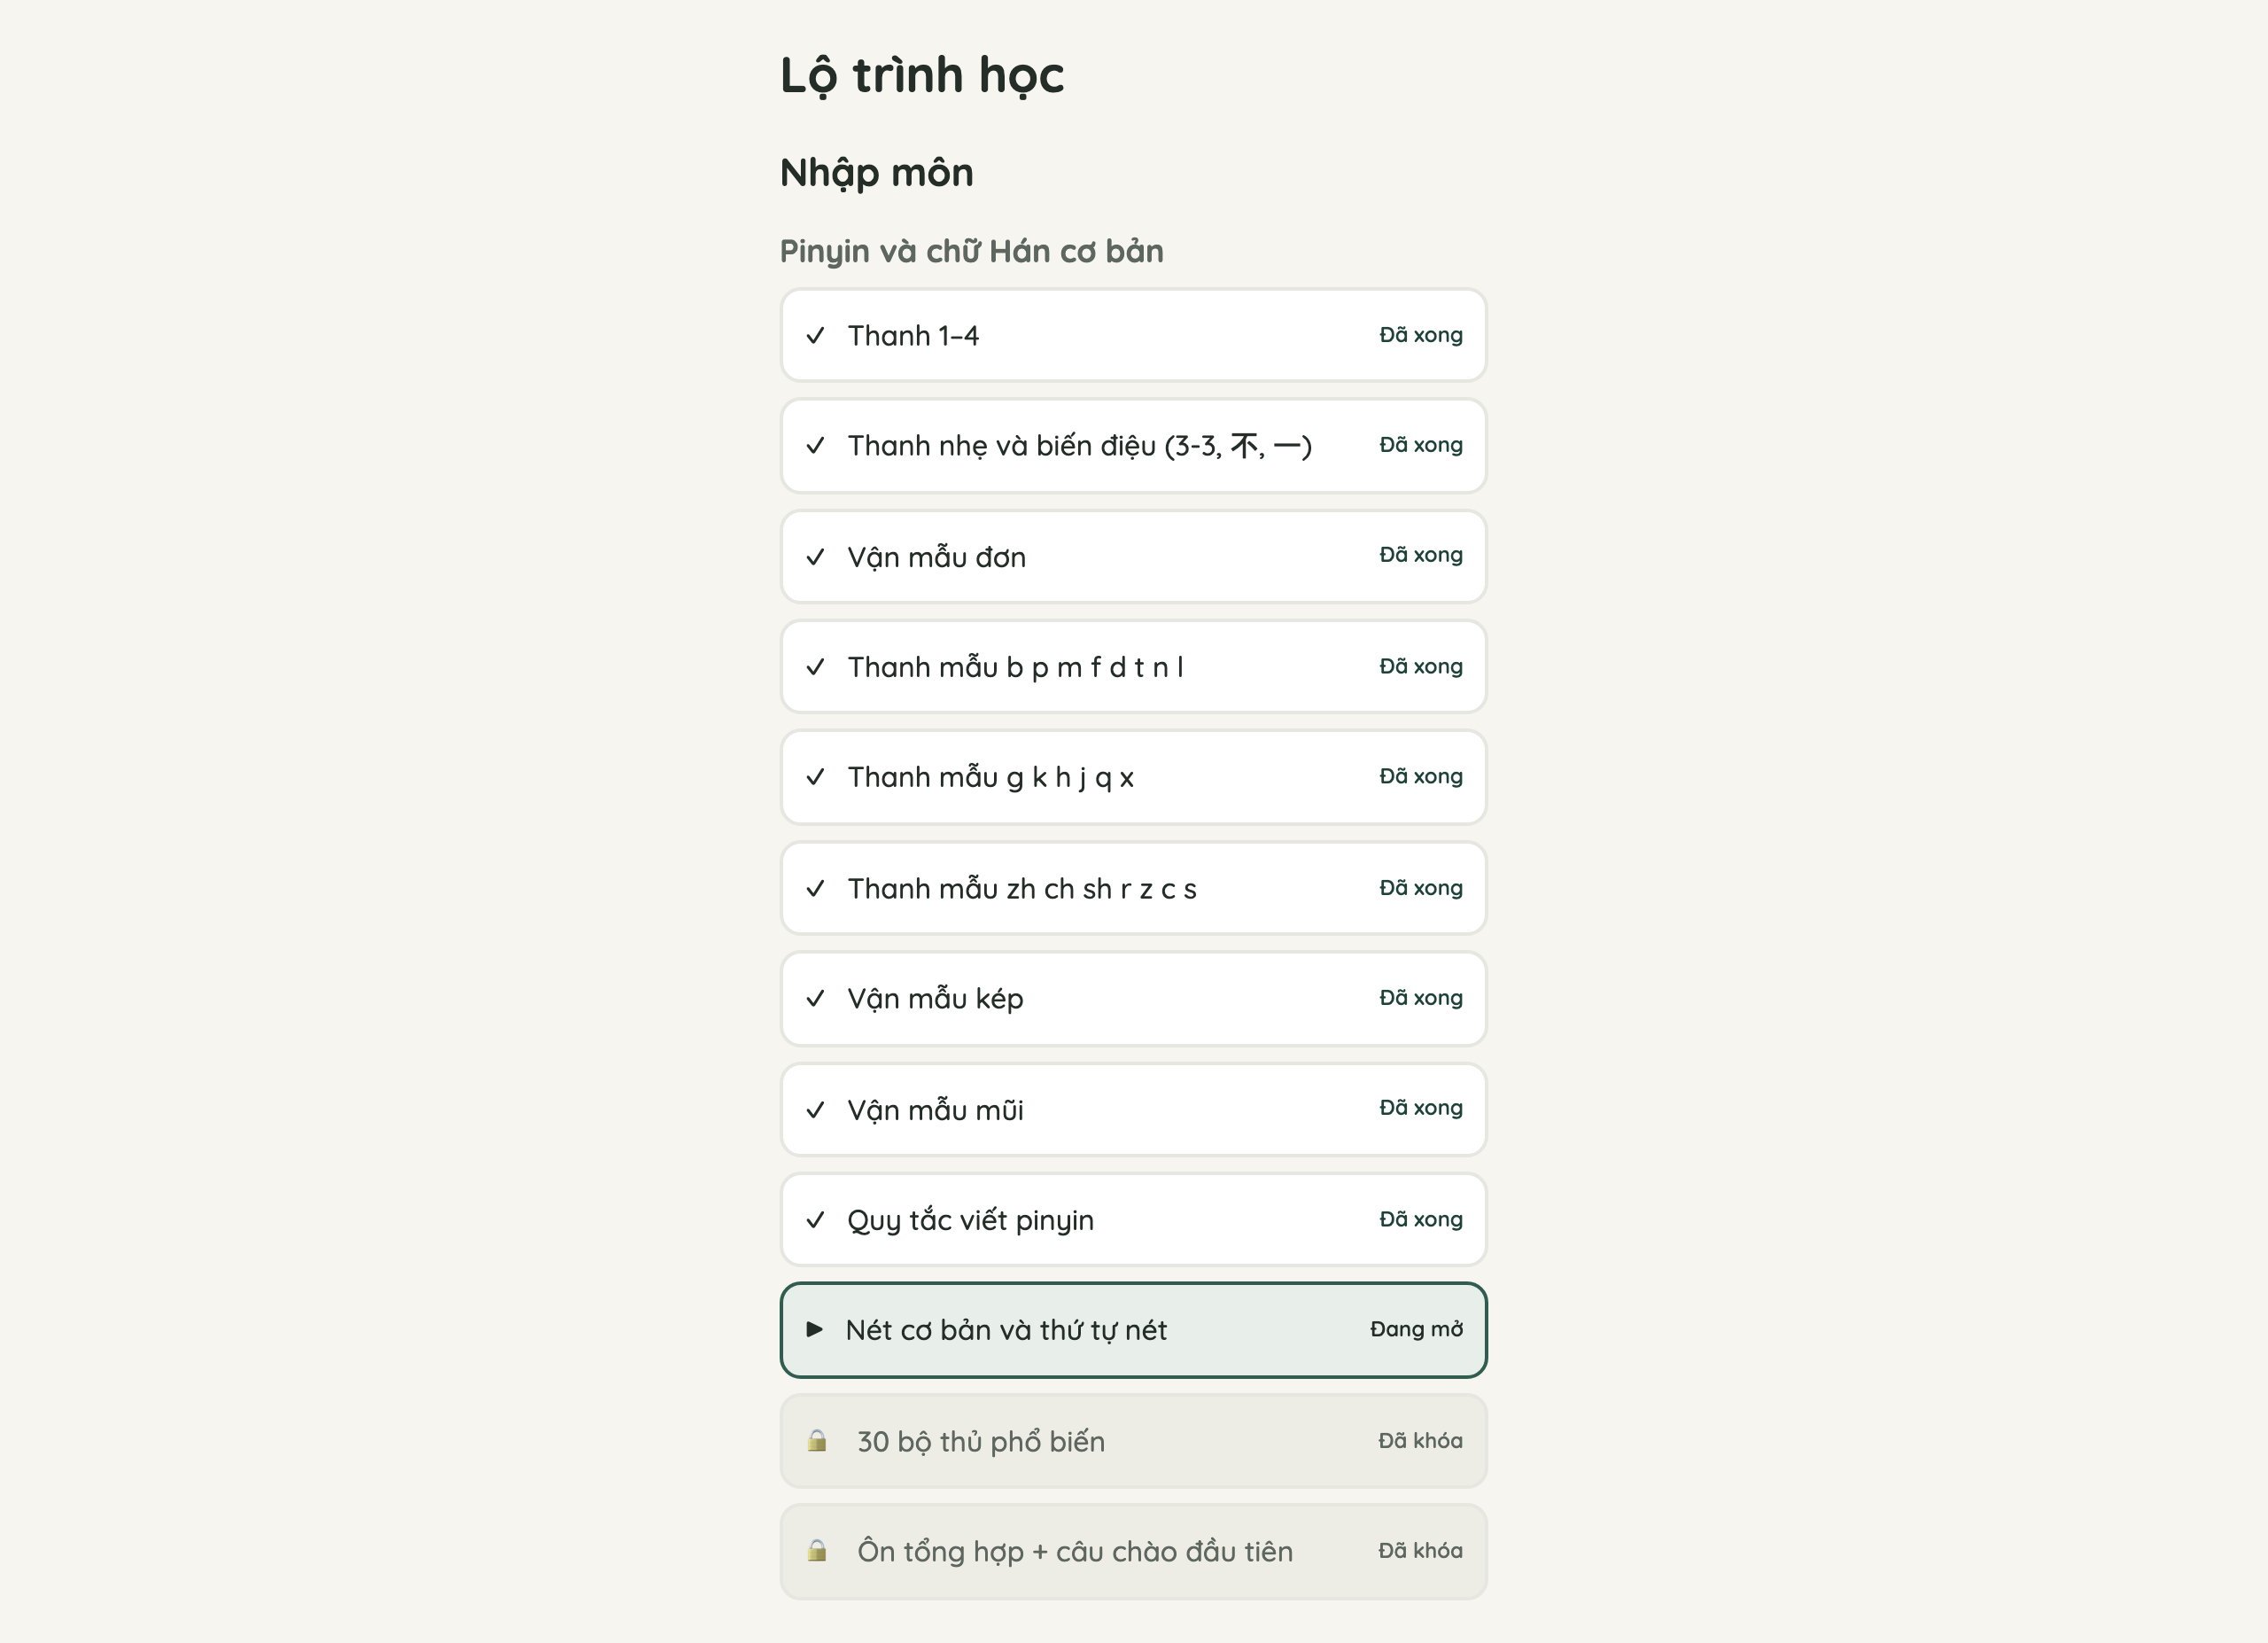 Lộ trình học
Nhập môn
Pinyin và chữ Hán cơ bản
✓ Thanh 1–4 Đã xong
✓ Thanh nhẹ và biến điệu (3-3, 不, 一) Đã xong
✓ Vận mẫu đơn Đã xong
✓ Thanh mẫu b p m f d t n l Đã xong
✓ Thanh mẫu g k h j q x Đã xong
✓ Thanh mẫu zh ch sh r z c s Đã xong
✓ Vận mẫu kép Đã xong
✓ Vận mẫu mũi Đã xong
✓ Quy tắc viết pinyin Đã xong
▶ Nét cơ bản và thứ tự nét Đang mở
🔒 30 bộ thủ phổ biến Đã khóa
🔒 Ôn tổng hợp + câu chào đầu tiên Đã khóa